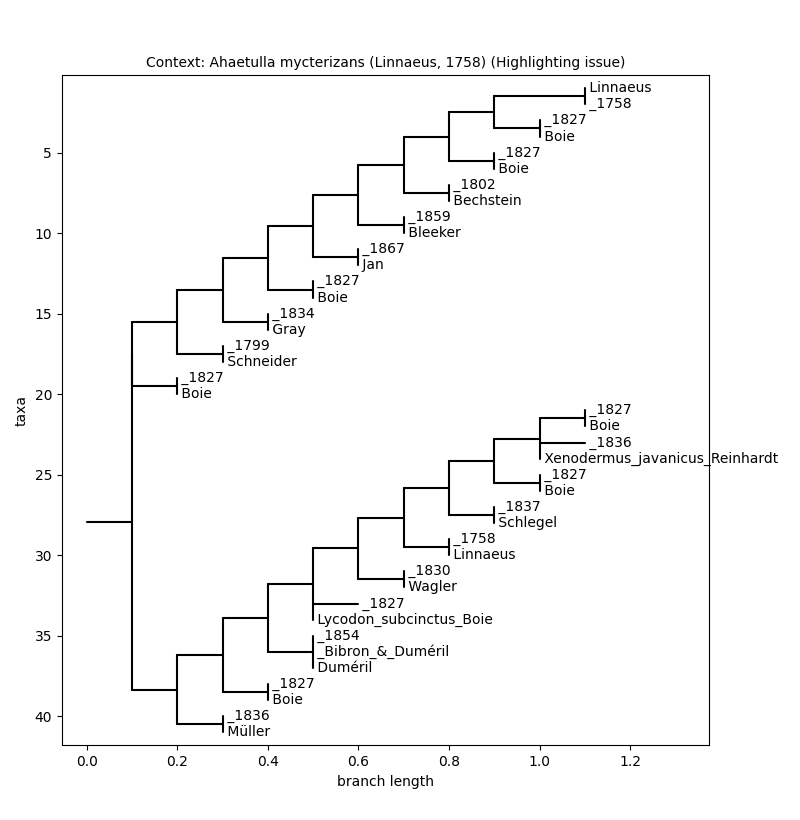 Context: Ahaetulla mycterizans (Linnaeus, 1758) (Highlighting issue)
Linnaeus
_1758
_1827
Boie
_1827
Boie
_1802
Bechstein
_1859
Bleeker
_1867
Jan
_1827
Boie
_1834
Gray
_1799
Schneider
_1827
Boie
_1827
Boie
_1836
Xenodermus_javanicus_Reinhardt
_1827
Boie
_1837
Schlegel
_1758
Linnaeus
_1830
Wagler
_1827
Lycodon_subcinctus_Boie
_1854
_Bibron_&_Duméril
Duméril
_1827
Boie
_1836
Müller
5
10
15
20
25
30
35
40
taxa
0.0 0.2 0.4 0.6 0.8 1.0 1.2
branch length